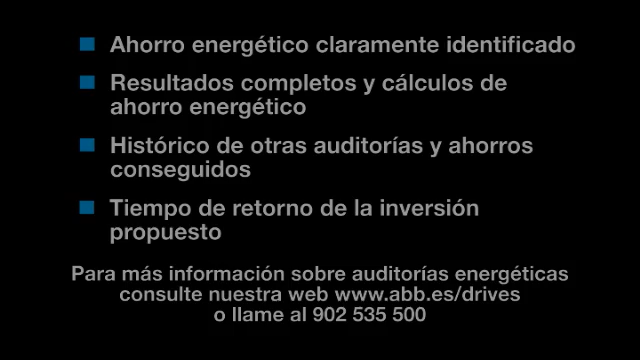 Ahorro energético claramente identificado
Resultados completos y cálculos de
ahorro energético
Histórico de otras auditorías y ahorros
conseguidos
Tiempo de retorno de la inversión
propuesto
Para más información sobre auditorías energéticas
consulte nuestra web www.abb.es/drives
o llame al 902 535 500